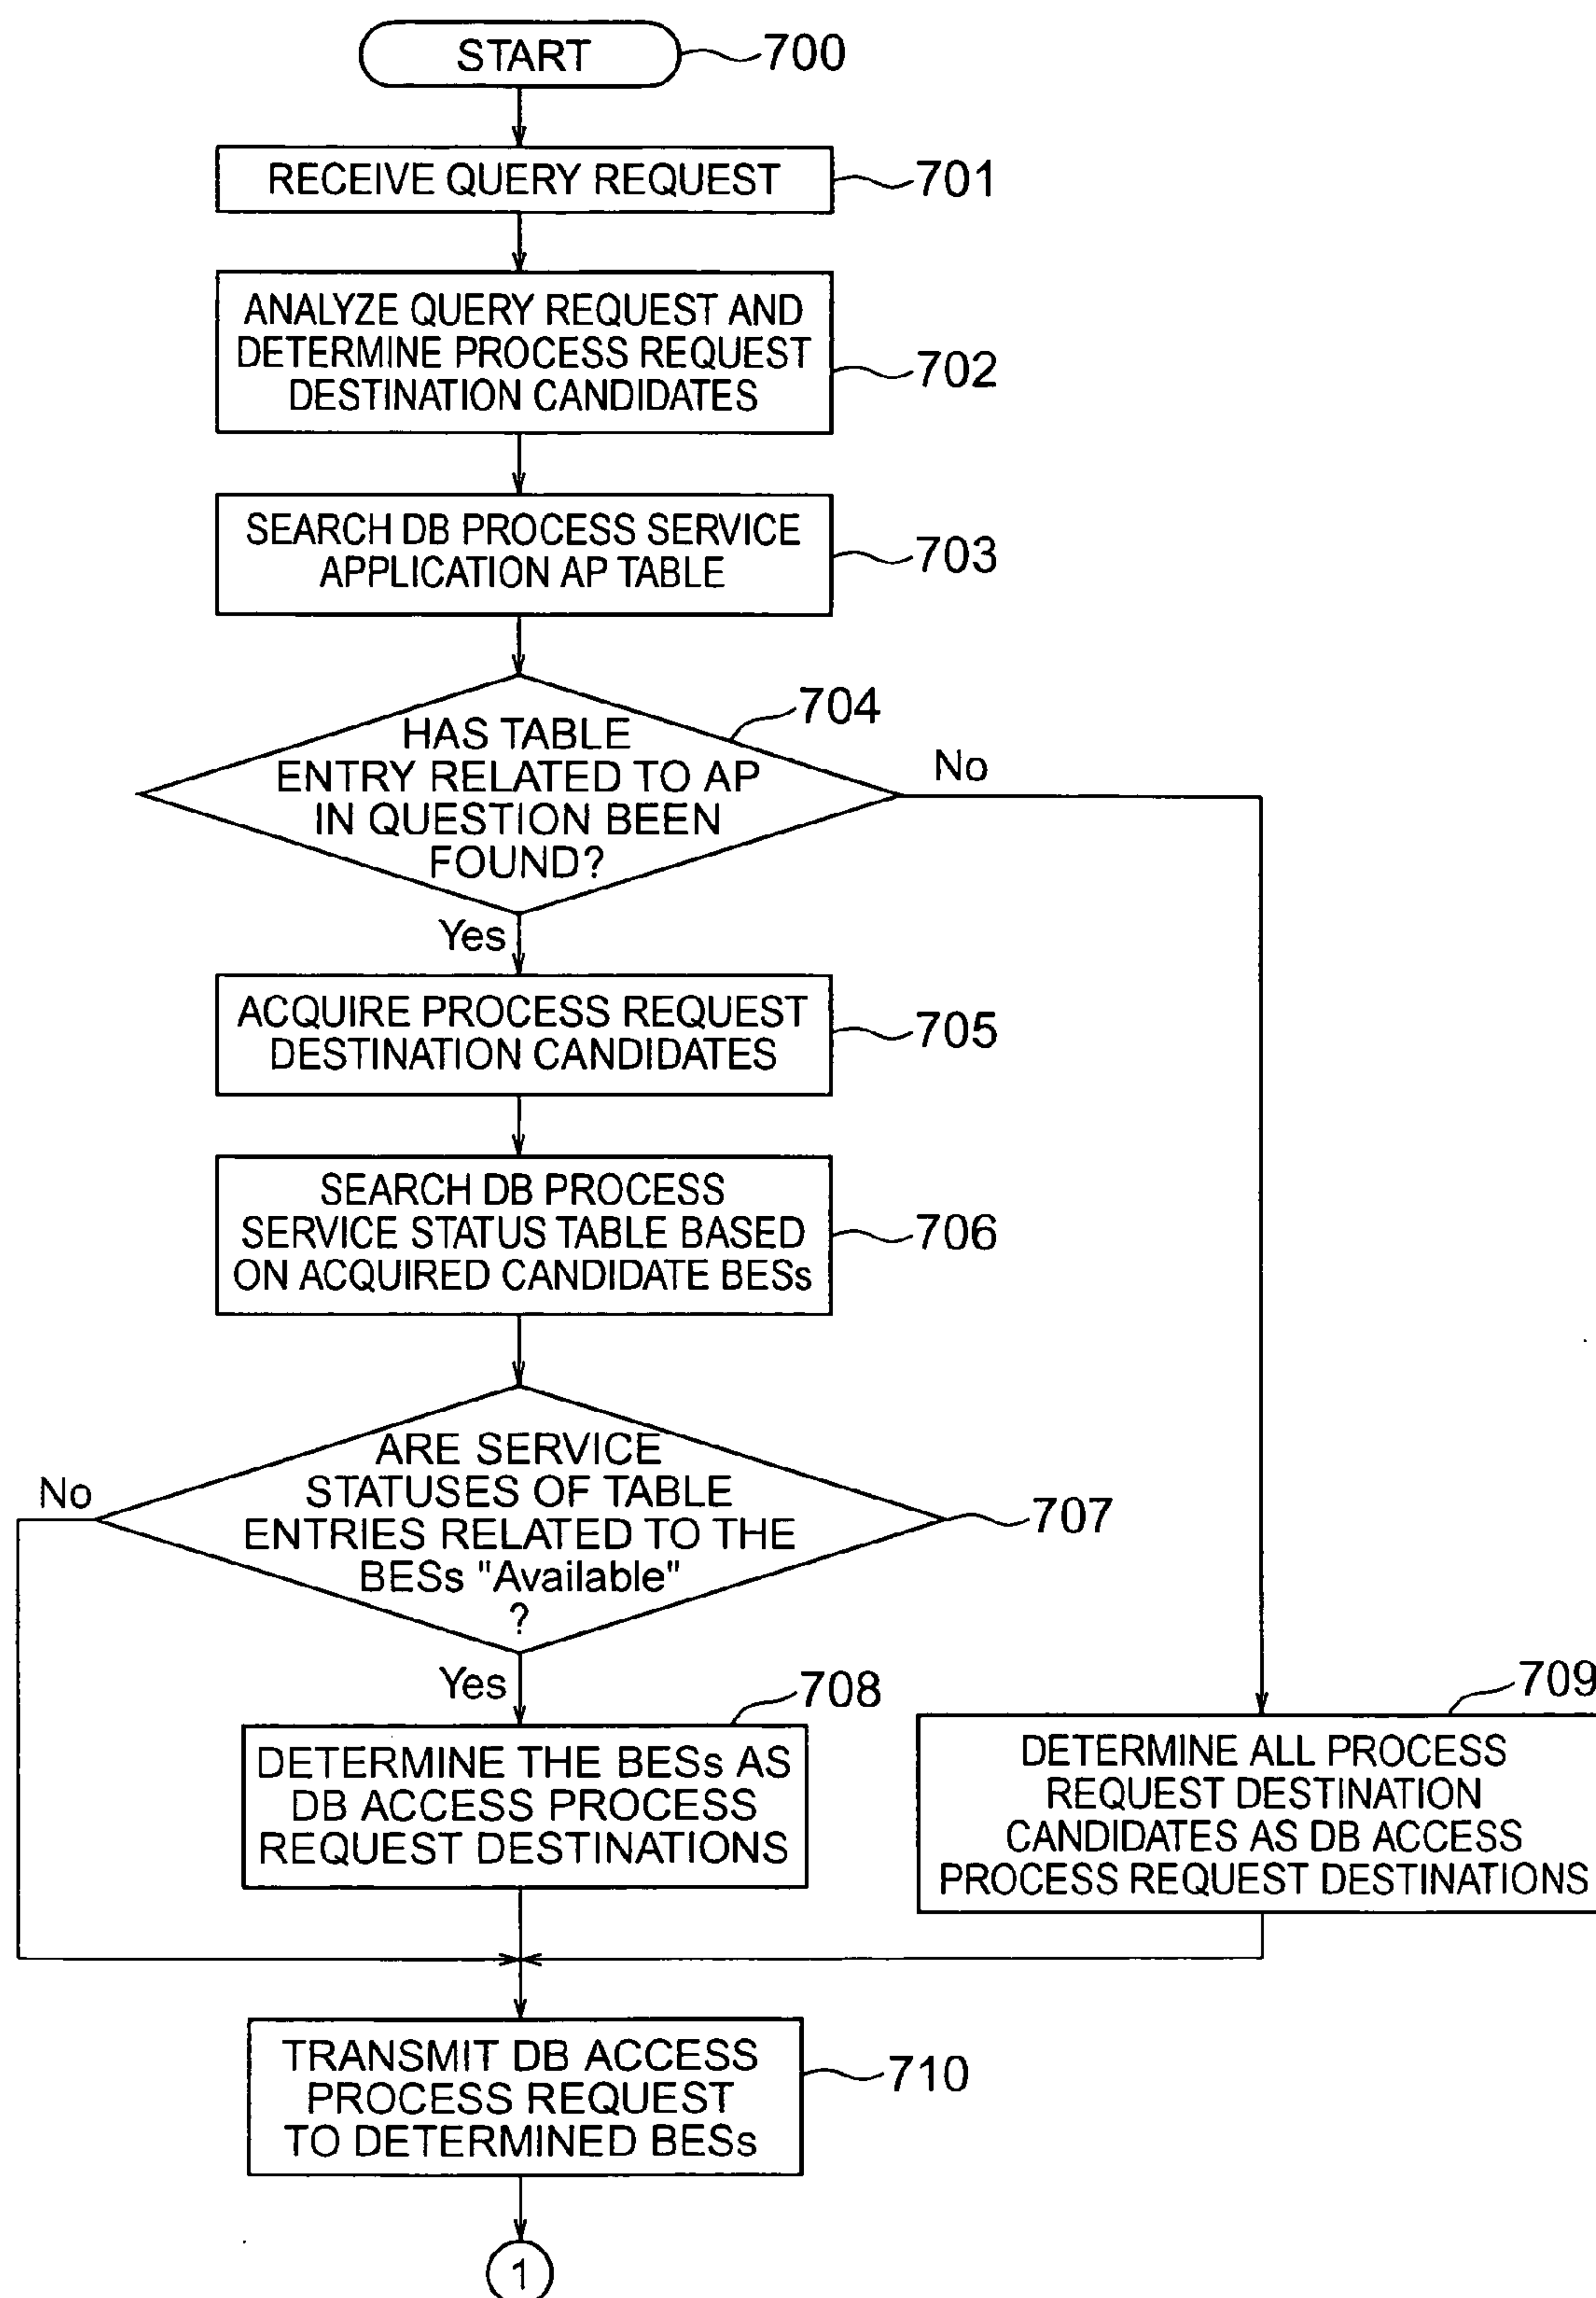 START
700
RECEIVE QUERY REQUEST
701
ANALYZE QUERY REQUEST AND
DETERMINE PROCESS REQUEST
DESTINATION CANDIDATES
702
SEARCH DB PROCESS SERVICE
APPLICATION AP TABLE
703
704
HAS TABLE
ENTRY RELATED TO AP
IN QUESTION BEEN
FOUND?
No
Yes
ACQUIRE PROCESS REQUEST
DESTINATION CANDIDATES
705
SEARCH DB PROCESS
SERVICE STATUS TABLE BASED
ON ACQUIRED CANDIDATE BESs
706
ARE SERVICE
STATUSES OF TABLE
ENTRIES RELATED TO THE
BESs "Available"
?
No
707
Yes
708
DETERMINE THE BESs AS
DB ACCESS PROCESS
REQUEST DESTINATIONS
709
DETERMINE ALL PROCESS
REQUEST DESTINATION
CANDIDATES AS DB ACCESS
PROCESS REQUEST DESTINATIONS
TRANSMIT DB ACCESS
PROCESS REQUEST
TO DETERMINED BESs
710
1